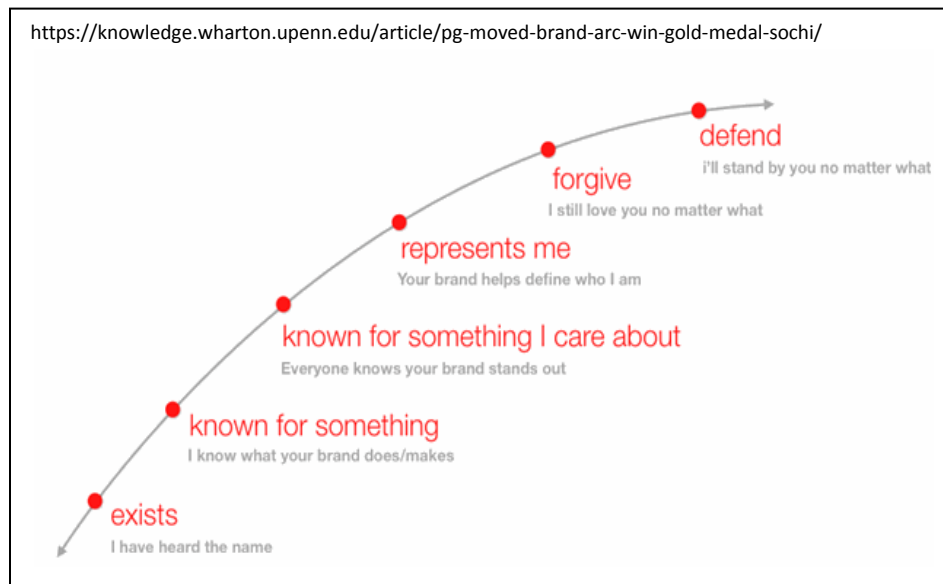 https://knowledge.wharton.upenn.edu/article/pg-moved-brand-arc-win-gold-medal-sochi/
defend
i'll stand by you no matter what
forgive
I still love you no matter what
represents me
Your brand helps define who I am
known for something I care about
Everyone knows your brand stands out
known for something
I know what your brand does/makes
exists
I have heard the name